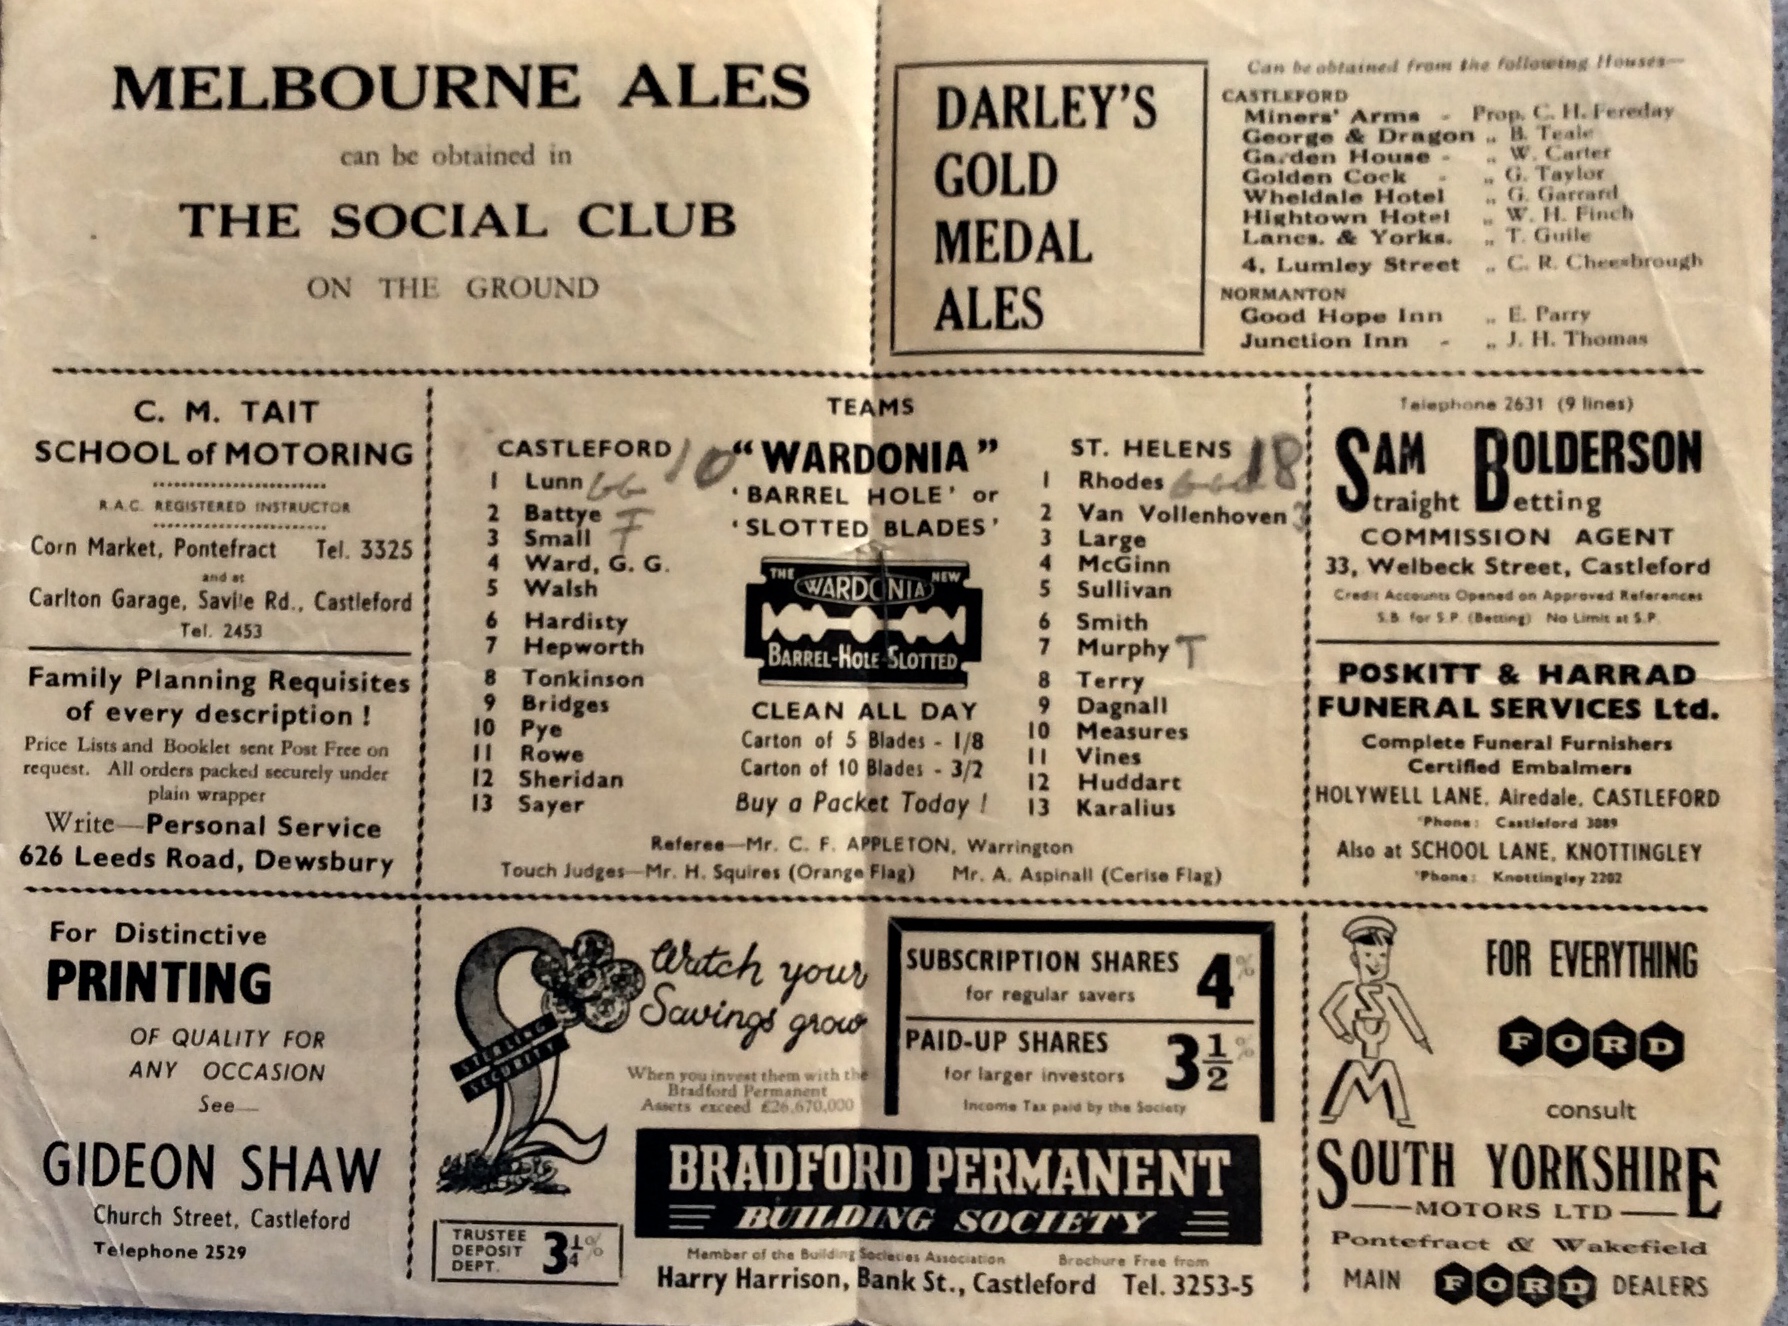 MELBOURNE ALES
can be obtained in
THE SOCIAL CLUB
ON THE GROUND
DARLEY'S
GOLD
MEDAL
ALES
Can be obtained from the following Houses—
CASTLEFORD
Miners' Arms - Prop. C. H. Fereday
George & Dragon ,, B. Teale
Garden House - ,, W. Carter
Golden Cock - ,, G. Taylor
Wheldale Hotel ,, G. Garrard
Hightown Hotel ,, W. H. Finch
Lancs. & Yorks. ,, T. Guile
4, Lumley Street ,, C. R. Cheesbrough
NORMANTON
Good Hope Inn ,, E. Parry
Junction Inn - ,, J. H. Thomas
C. M. TAIT
SCHOOL of MOTORING
R.A.C. REGISTERED INSTRUCTOR
Corn Market, Pontefract Tel. 3325
and at
Carlton Garage, Savile Rd., Castleford
Tel. 2453
Family Planning Requisites
of every description !
Price Lists and Booklet sent Post Free on
request. All orders packed securely under
plain wrapper
Write—Personal Service
626 Leeds Road, Dewsbury
TEAMS
CASTLEFORD 10
1 Lunn
2 Battye T
3 Small T
4 Ward, G. G.
5 Walsh
6 Hardisty
7 Hepworth
8 Tonkinson
9 Bridges
10 Pye
11 Rowe
12 Sheridan
13 Sayer
"WARDONIA"
'BARREL HOLE' or
'SLOTTED BLADES'
THE WARDONIA NEW
BARREL-HOLE-SLOTTED
CLEAN ALL DAY
Carton of 5 Blades - 1/8
Carton of 10 Blades - 3/2
Buy a Packet Today !
ST. HELENS 18
1 Rhodes
2 Van Vollenhoven 3
3 Large
4 McGinn
5 Sullivan
6 Smith
7 Murphy T
8 Terry
9 Dagnall
10 Measures
11 Vines
12 Huddart
13 Karalius
Referee—Mr. C. F. APPLETON, Warrington
Touch Judges—Mr. H. Squires (Orange Flag) Mr. A. Aspinall (Cerise Flag)
Telephone 2631 (9 lines)
SAM BOLDERSON
Straight Betting
COMMISSION AGENT
33, Welbeck Street, Castleford
Credit Accounts Opened on Approved References
S.B. for S.P. (Betting) No Limit at S.P.
POSKITT & HARRAD
FUNERAL SERVICES Ltd.
Complete Funeral Furnishers
Certified Embalmers
HOLYWELL LANE, Airedale, CASTLEFORD
'Phone: Castleford 3089
Also at SCHOOL LANE, KNOTTINGLEY
'Phone: Knottingley 2202
For Distinctive
PRINTING
OF QUALITY FOR
ANY OCCASION
See—
GIDEON SHAW
Church Street, Castleford
Telephone 2529
STERLING
SECURITY
Watch your
Savings grow
When you invest them with the
Bradford Permanent
Assets exceed £26,670,000
SUBSCRIPTION SHARES 4%
for regular savers
PAID-UP SHARES 3½%
for larger investors
Income Tax paid by the Society
BRADFORD PERMANENT
BUILDING SOCIETY
TRUSTEE
DEPOSIT
DEPT. 3¼%
Member of the Building Societies Association Brochure Free from
Harry Harrison, Bank St., Castleford Tel. 3253-5
FOR EVERYTHING
FORD
consult
SOUTH YORKSHIRE
MOTORS LTD
Pontefract & Wakefield
MAIN FORD DEALERS